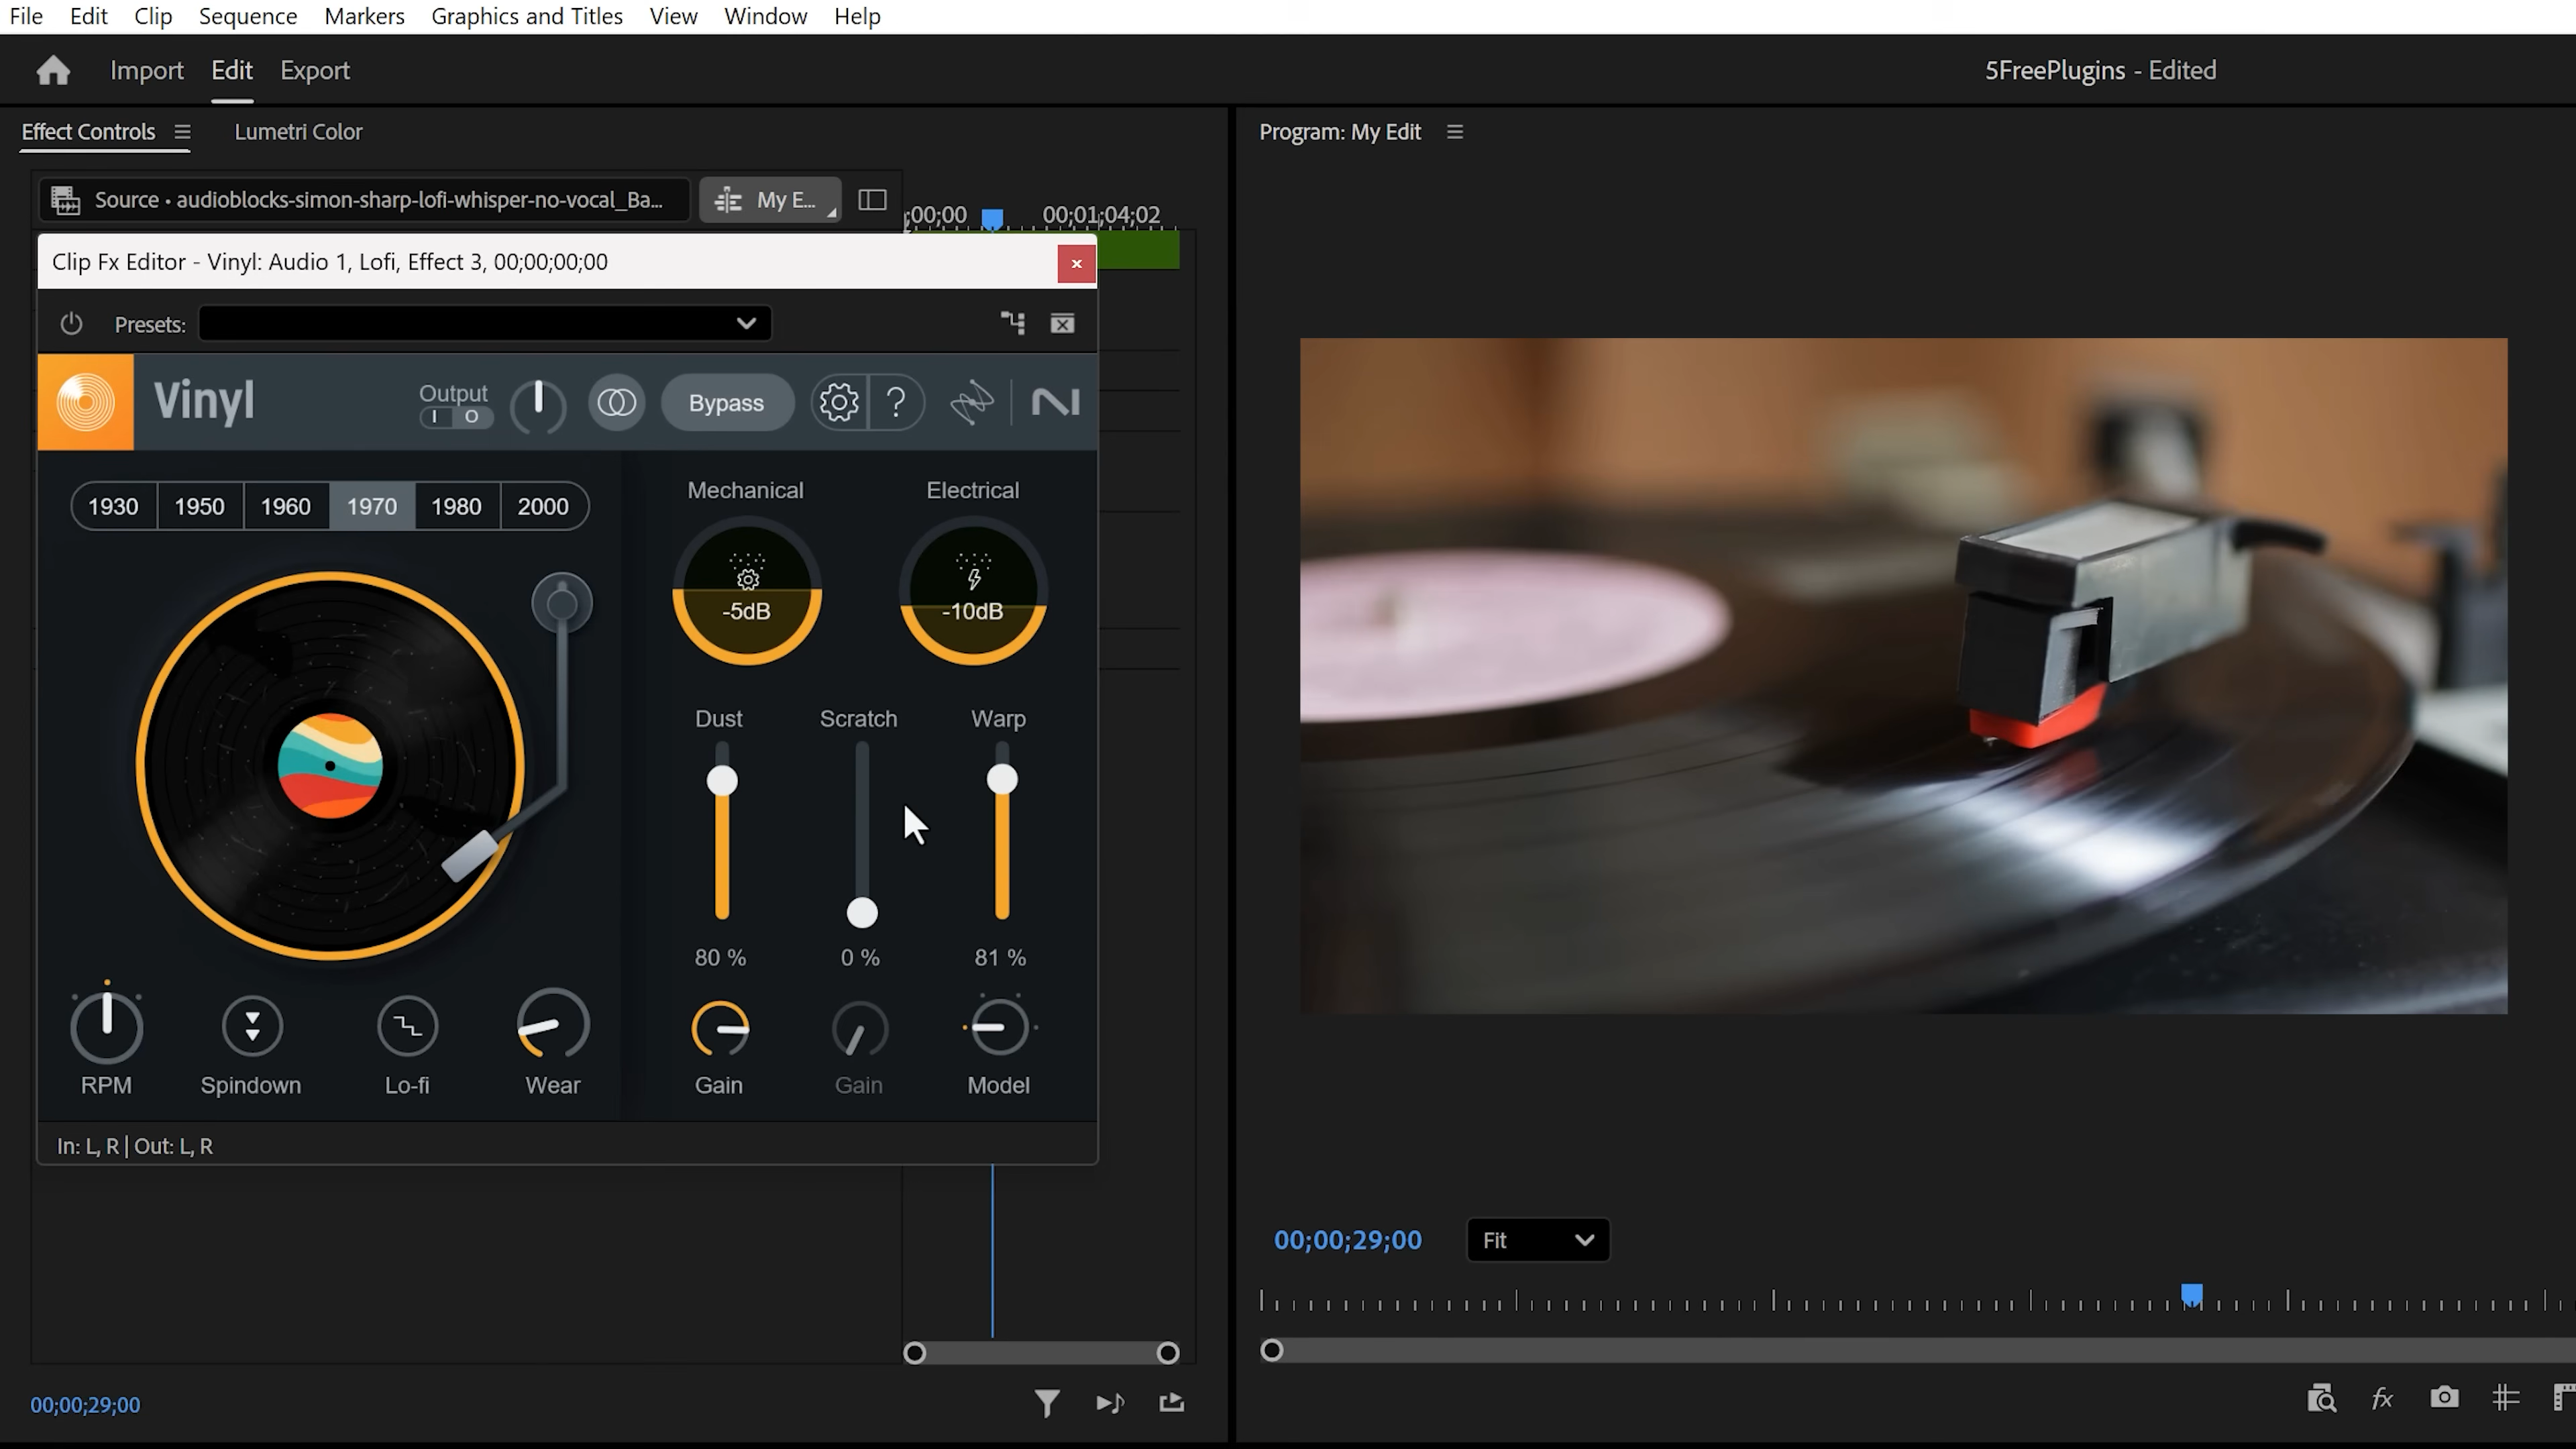 File Edit Clip Sequence Markers Graphics and Titles View Window Help
Import Edit Export
5FreePlugins - Edited
Effect Controls Lumetri Color
Program: My Edit
Source • audioblocks-simon-sharp-lofi-whisper-no-vocal_Ba... My E...
;00;00 00;01;04;02
Clip Fx Editor - Vinyl: Audio 1, Lofi, Effect 3, 00;00;00;00
Presets:
Vinyl
Output
I O
Bypass
?
1930 1950 1960 1970 1980 2000
Mechanical Electrical
-5dB -10dB
Dust Scratch Warp
80 % 0 % 81 %
RPM Spindown Lo-fi Wear Gain Gain Model
In: L, R | Out: L, R
00;00;29;00 Fit
00;00;29;00
fx